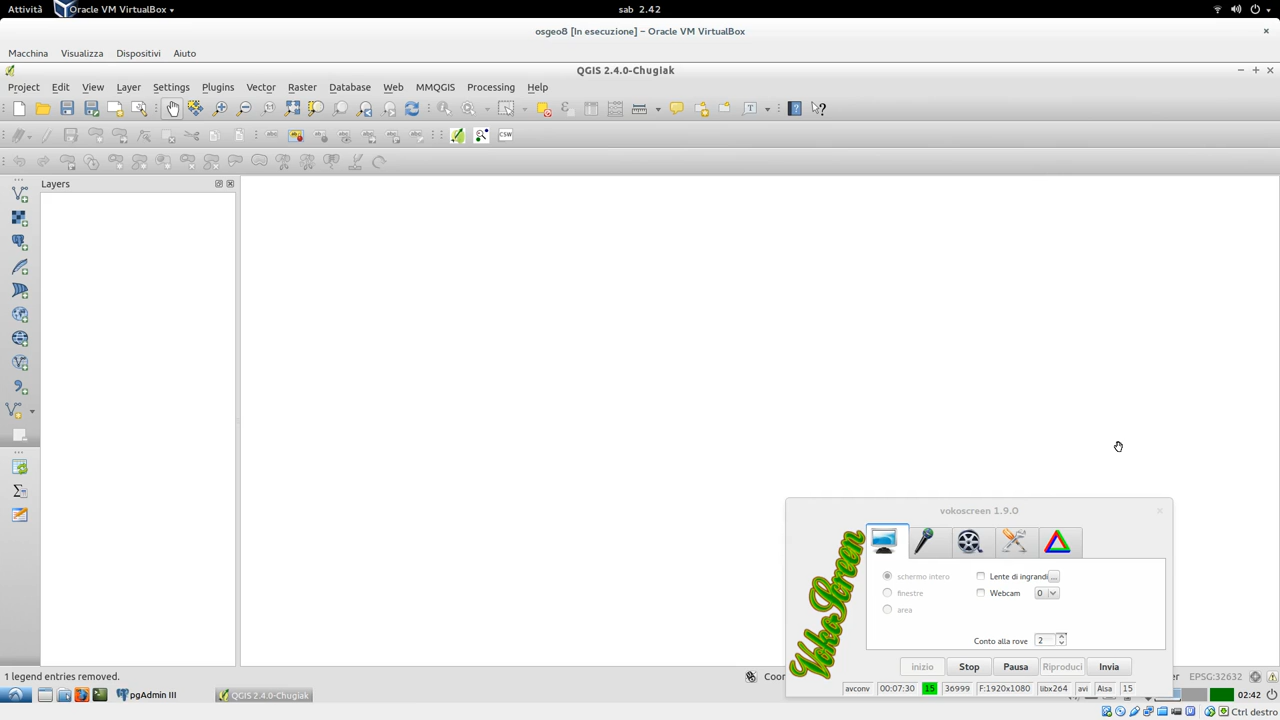 Attività Oracle VM VirtualBox sab 2.42
osgeo8 [In esecuzione] – Oracle VM VirtualBox
Macchina Visualizza Dispositivi Aiuto
QGIS 2.4.0-Chugiak
Project Edit View Layer Settings Plugins Vector Raster Database Web MMQGIS Processing Help
CSW
Layers
vokoscreen 1.9.0
VokoScreen
schermo intero Lente di ingrandi ...
finestre Webcam 0
area
Conto alla rove 2
inizio Stop Pausa Riproduci Invia
avconv 00:07:30 15 36999 F:1920x1080 libx264 avi Alsa 15
1 legend entries removed. Coor EPSG:32632
pgAdmin III QGIS 2.4.0-Chugiak 02:42
Ctrl destro